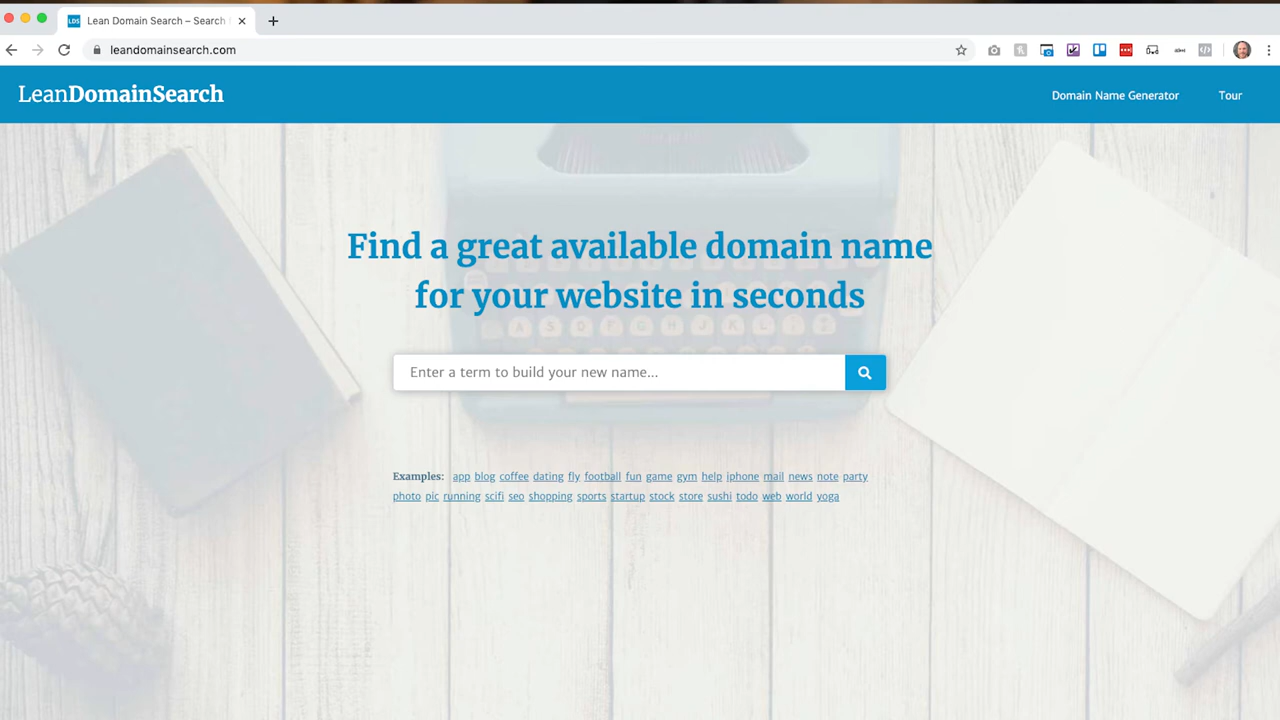 LDS Lean Domain Search – Search
leandomainsearch.com
LeanDomainSearch
Domain Name Generator Tour
Find a great available domain name
for your website in seconds
A S D F G H J K L
Enter a term to build your new name...
Examples: app blog coffee dating fly football fun game gym help iphone mail news note party
photo pic running scifi seo shopping sports startup stock store sushi todo web world yoga